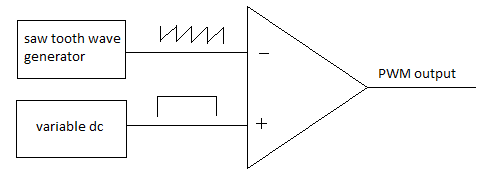 saw tooth wave
generator
−
PWM output
variable dc
+